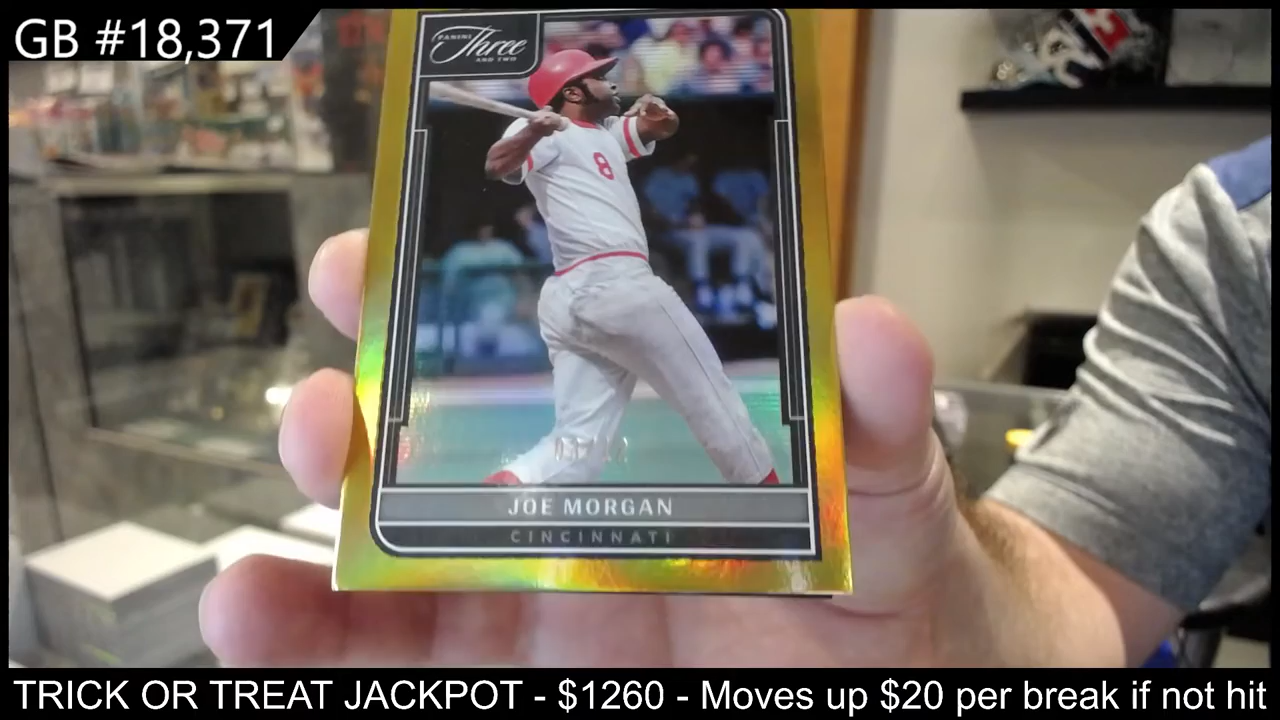 GB #18,371
PANINI
Three
AND TWO
8
JOE MORGAN
CINCINNATI
TRICK OR TREAT JACKPOT - $1260 - Moves up $20 per break if not hit